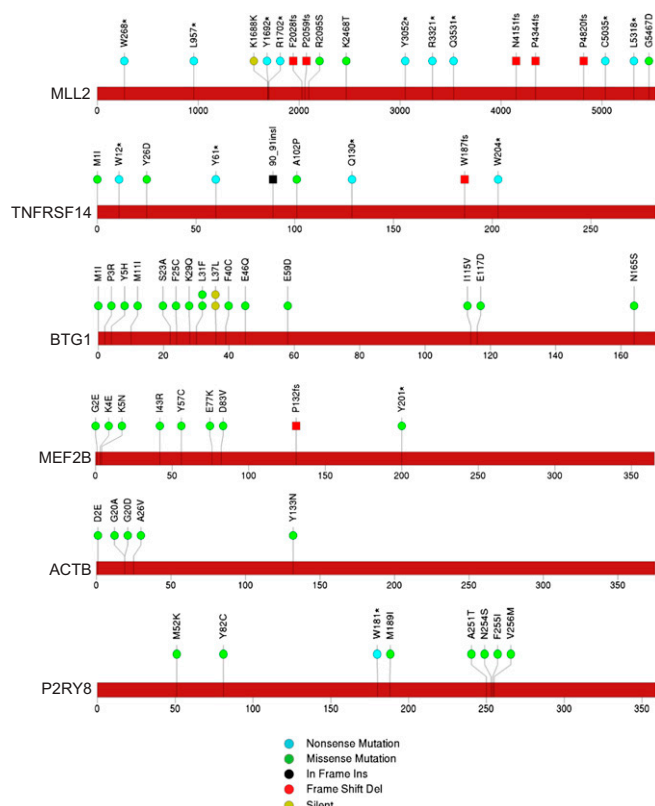 W268* L957* K1688K Y1692* R1702* F2028fs P2059fs R2095S K2468T Y3052* R3321* Q3531* N4151fs P4344fs P4820fs C5035* L5318* G5467D
MLL2
0 1000 2000 3000 4000 5000
M1I W12* Y26D Y61* 90_91insI A102P Q130* W187fs W204*
TNFRSF14
0 50 100 150 200 250
M1I P3R Y5H M11I S23A F25C K29Q L31F L37L F40C E46Q E59D I115V E117D N165S
BTG1
0 20 40 60 80 100 120 140 160
G2E K4E K5N I43R Y57C E77K D83V P132fs Y201*
MEF2B
0 50 100 150 200 250 300 350
D2E G20A G20D A26V Y133N
ACTB
0 50 100 150 200 250 300 350
M52K Y82C W181* M189I A251T N254S F255I V256M
P2RY8
0 50 100 150 200 250 300 350
Nonsense Mutation
Missense Mutation
In Frame Ins
Frame Shift Del
Silent